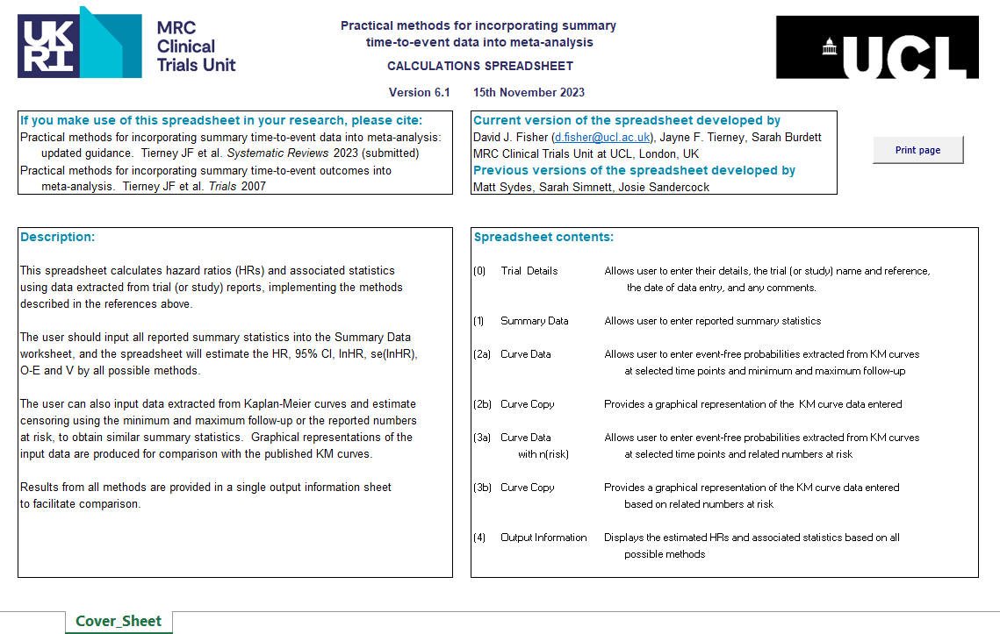 UK
RI
MRC
Clinical
Trials Unit
Practical methods for incorporating summary
time-to-event data into meta-analysis
CALCULATIONS SPREADSHEET
Version 6.1 15th November 2023
UCL
If you make use of this spreadsheet in your research, please cite:
Practical methods for incorporating summary time-to-event data into meta-analysis:
updated guidance. Tierney JF et al. Systematic Reviews 2023 (submitted)
Practical methods for incorporating summary time-to-event outcomes into
meta-analysis. Tierney JF et al. Trials 2007
Current version of the spreadsheet developed by
David J. Fisher (d.fisher@ucl.ac.uk), Jayne F. Tierney, Sarah Burdett
MRC Clinical Trials Unit at UCL, London, UK
Previous versions of the spreadsheet developed by
Matt Sydes, Sarah Simnett, Josie Sandercock
Print page
Description:
This spreadsheet calculates hazard ratios (HRs) and associated statistics
using data extracted from trial (or study) reports, implementing the methods
described in the references above.
The user should input all reported summary statistics into the Summary Data
worksheet, and the spreadsheet will estimate the HR, 95% CI, lnHR, se(lnHR),
O-E and V by all possible methods.
The user can also input data extracted from Kaplan-Meier curves and estimate
censoring using the minimum and maximum follow-up or the reported numbers
at risk, to obtain similar summary statistics. Graphical representations of the
input data are produced for comparison with the published KM curves.
Results from all methods are provided in a single output information sheet
to facilitate comparison.
Spreadsheet contents:
(0) Trial Details Allows user to enter their details, the trial (or study) name and reference,
the date of data entry, and any comments.
(1) Summary Data Allows user to enter reported summary statistics
(2a) Curve Data Allows user to enter event-free probabilities extracted from KM curves
at selected time points and minimum and maximum follow-up
(2b) Curve Copy Provides a graphical representation of the KM curve data entered
(3a) Curve Data Allows user to enter event-free probabilities extracted from KM curves
with n(risk) at selected time points and related numbers at risk
(3b) Curve Copy Provides a graphical representation of the KM curve data entered
based on related numbers at risk
(4) Output Information Displays the estimated HRs and associated statistics based on all
possible methods
Cover_Sheet